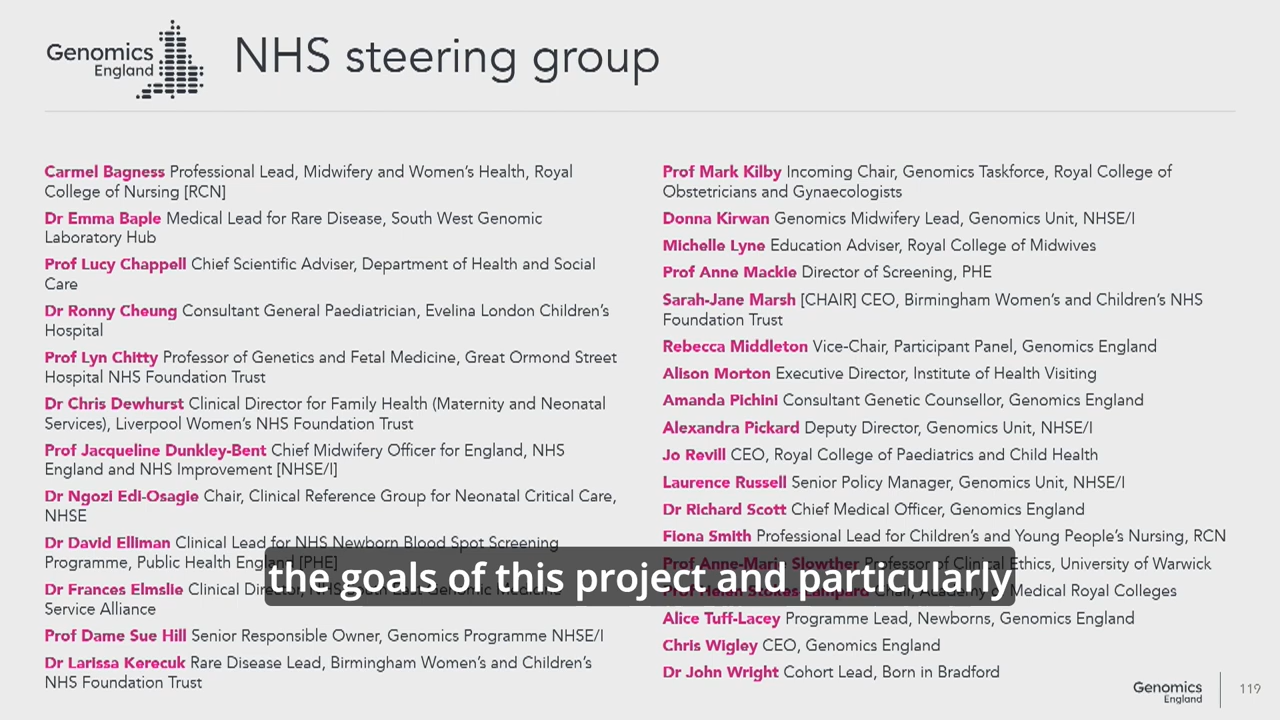 Genomics
England
NHS steering group
Carmel Bagness Professional Lead, Midwifery and Women's Health, Royal
College of Nursing [RCN]
Dr Emma Baple Medical Lead for Rare Disease, South West Genomic
Laboratory Hub
Prof Lucy Chappell Chief Scientific Adviser, Department of Health and Social
Care
Dr Ronny Cheung Consultant General Paediatrician, Evelina London Children's
Hospital
Prof Lyn Chitty Professor of Genetics and Fetal Medicine, Great Ormond Street
Hospital NHS Foundation Trust
Dr Chris Dewhurst Clinical Director for Family Health (Maternity and Neonatal
Services), Liverpool Women's NHS Foundation Trust
Prof Jacqueline Dunkley-Bent Chief Midwifery Officer for England, NHS
England and NHS Improvement [NHSE/I]
Dr Ngozi Edi-Osagie Chair, Clinical Reference Group for Neonatal Critical Care,
NHSE
Dr David Elliman Clinical Lead for NHS Newborn Blood Spot Screening
Programme, Public Health England [PHE]
Dr Frances Elmslie Clinical Director, NHS South East Genomic Medicine
Service Alliance
Prof Dame Sue Hill Senior Responsible Owner, Genomics Programme NHSE/I
Dr Larissa Kerecuk Rare Disease Lead, Birmingham Women's and Children's
NHS Foundation Trust
Prof Mark Kilby Incoming Chair, Genomics Taskforce, Royal College of
Obstetricians and Gynaecologists
Donna Kirwan Genomics Midwifery Lead, Genomics Unit, NHSE/I
Michelle Lyne Education Adviser, Royal College of Midwives
Prof Anne Mackie Director of Screening, PHE
Sarah-Jane Marsh [CHAIR] CEO, Birmingham Women's and Children's NHS
Foundation Trust
Rebecca Middleton Vice-Chair, Participant Panel, Genomics England
Alison Morton Executive Director, Institute of Health Visiting
Amanda Pichini Consultant Genetic Counsellor, Genomics England
Alexandra Pickard Deputy Director, Genomics Unit, NHSE/I
Jo Revill CEO, Royal College of Paediatrics and Child Health
Laurence Russell Senior Policy Manager, Genomics Unit, NHSE/I
Dr Richard Scott Chief Medical Officer, Genomics England
Fiona Smith Professional Lead for Children's and Young People's Nursing, RCN
Prof Anne-Marie Slowther Professor of Clinical Ethics, University of Warwick
Prof Helen Stokes-Lampard Chair, Academy of Medical Royal Colleges
Alice Tuff-Lacey Programme Lead, Newborns, Genomics England
Chris Wigley CEO, Genomics England
Dr John Wright Cohort Lead, Born in Bradford
the goals of this project and particularly
Genomics
England
119